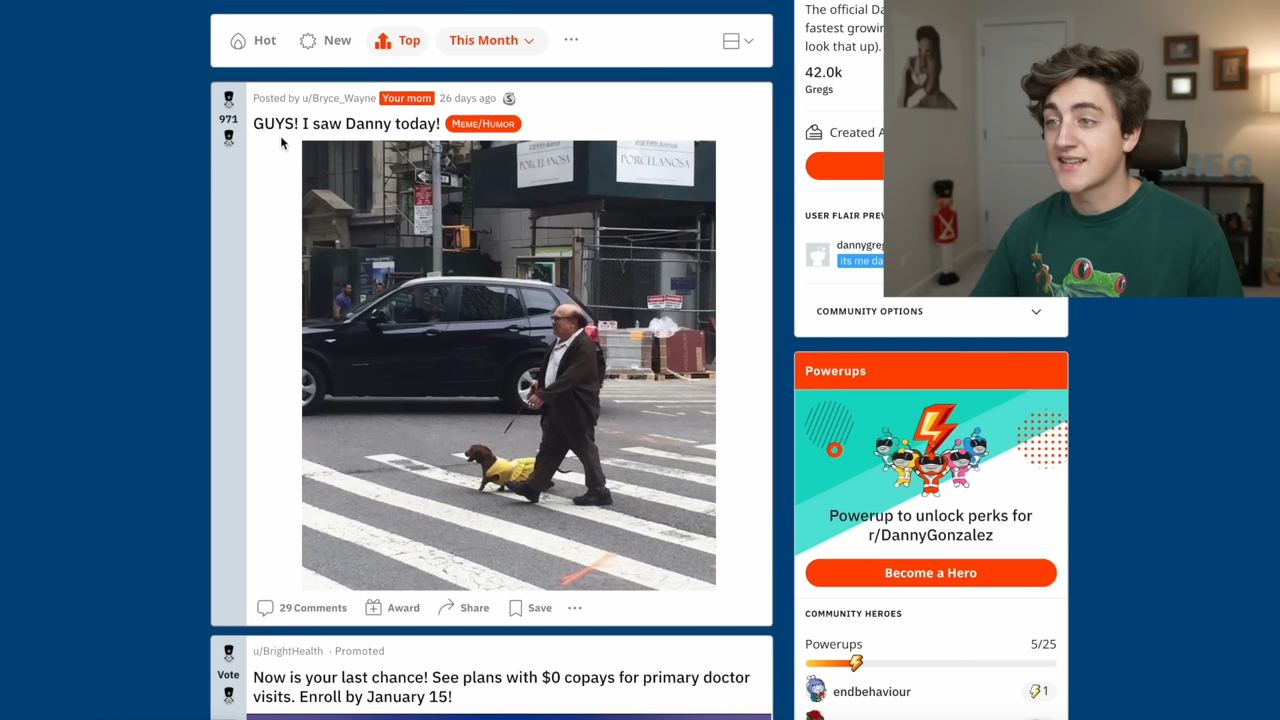 Hot
New
Top
This Month
Posted by u/Bryce_Wayne Your mom 26 days ago
971
GUYS! I saw Danny today! MEME/HUMOR
PORCELANOSA
PORCELANOSA
29 Comments
Award
Share
Save
u/BrightHealth · Promoted
Vote
Now is your last chance! See plans with $0 copays for primary doctor
visits. Enroll by January 15!
The official Da
fastest growin
look that up).
42.0k
Gregs
Created A
USER FLAIR PREV
dannygreg
its me da
COMMUNITY OPTIONS
GREG
Powerups
Powerup to unlock perks for
r/DannyGonzalez
Become a Hero
COMMUNITY HEROES
Powerups 5/25
endbehaviour 1